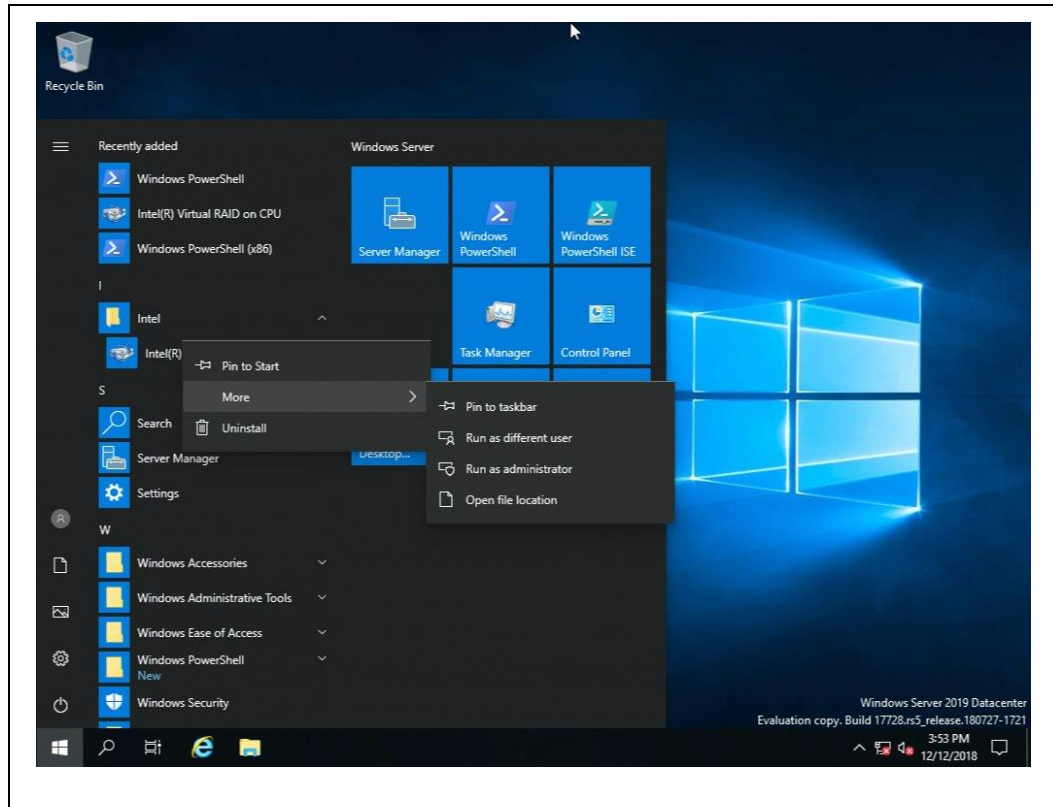 Recycle Bin
Recently added
Windows PowerShell
Intel(R) Virtual RAID on CPU
Windows PowerShell (x86)
I
Intel
Intel(R)
S
Search
Server Manager
Settings
W
Windows Accessories
Windows Administrative Tools
Windows Ease of Access
Windows PowerShell
New
Windows Security
Windows Server
Server Manager
Windows
PowerShell
Windows
PowerShell ISE
Task Manager
Control Panel
Desktop...
Pin to Start
More
Uninstall
Pin to taskbar
Run as different user
Run as administrator
Open file location
Windows Server 2019 Datacenter
Evaluation copy. Build 17728.rs5_release.180727-1721
3:53 PM
12/12/2018